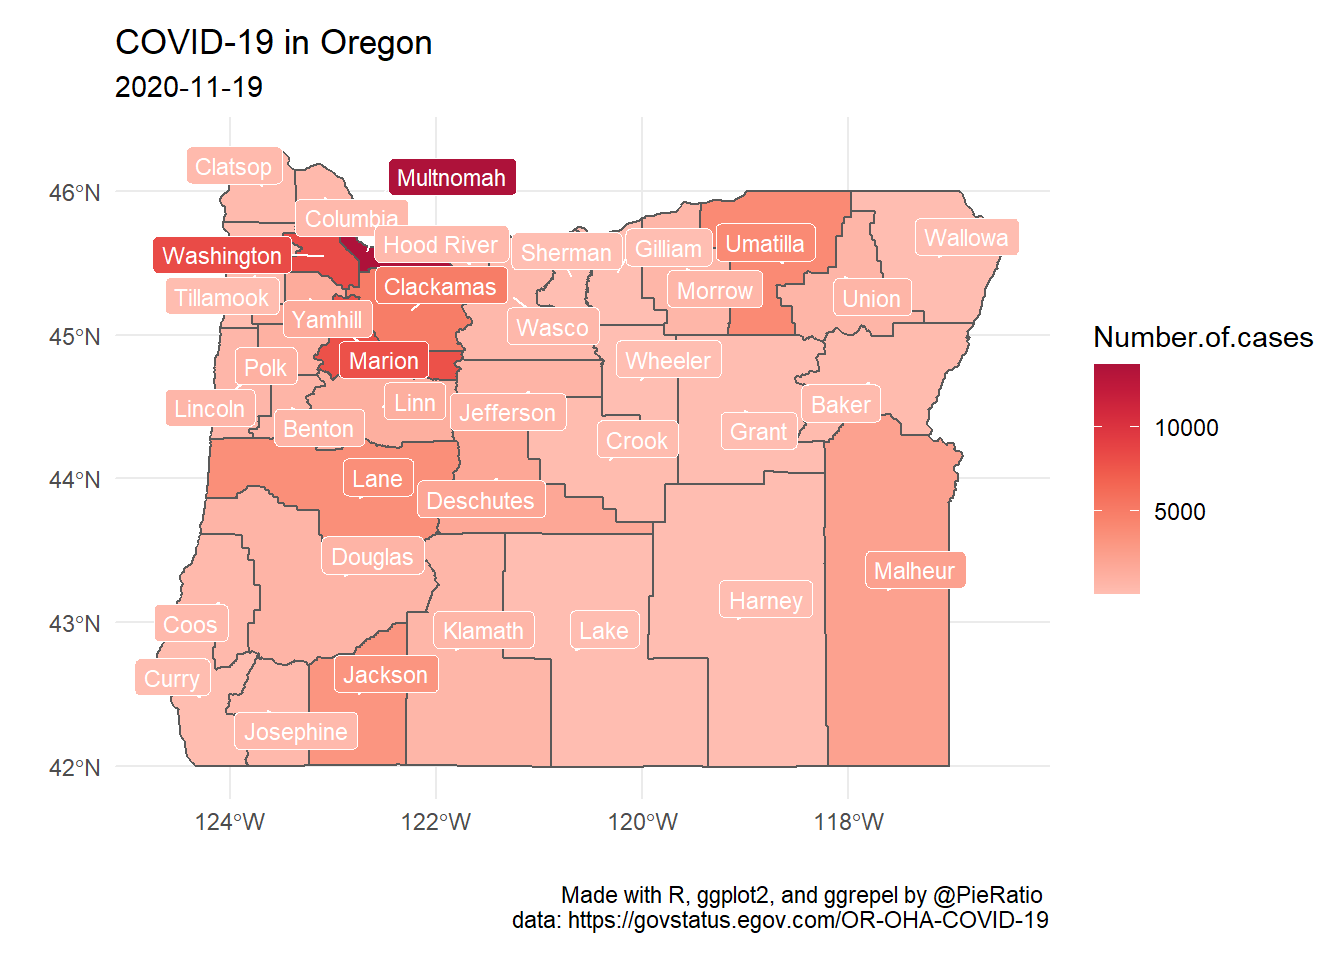 COVID-19 in Oregon
2020-11-19
Clatsop
Multnomah
46°N
Columbia
Wallowa
Hood River
Umatilla
Gilliam
Sherman
Washington
Clackamas
Morrow
Tillamook
Union
Yamhill
Wasco
45°N
Marion
Wheeler
Polk
Linn
Baker
Lincoln
Jefferson
Benton
Grant
Crook
44°N
Lane
Deschutes
Douglas
Malheur
Harney
43°N
Coos
Klamath
Lake
Curry
Jackson
Josephine
42°N
124°W
122°W
120°W
118°W
Number.of.cases
10000
5000
Made with R, ggplot2, and ggrepel by @PieRatio
data: https://govstatus.egov.com/OR-OHA-COVID-19